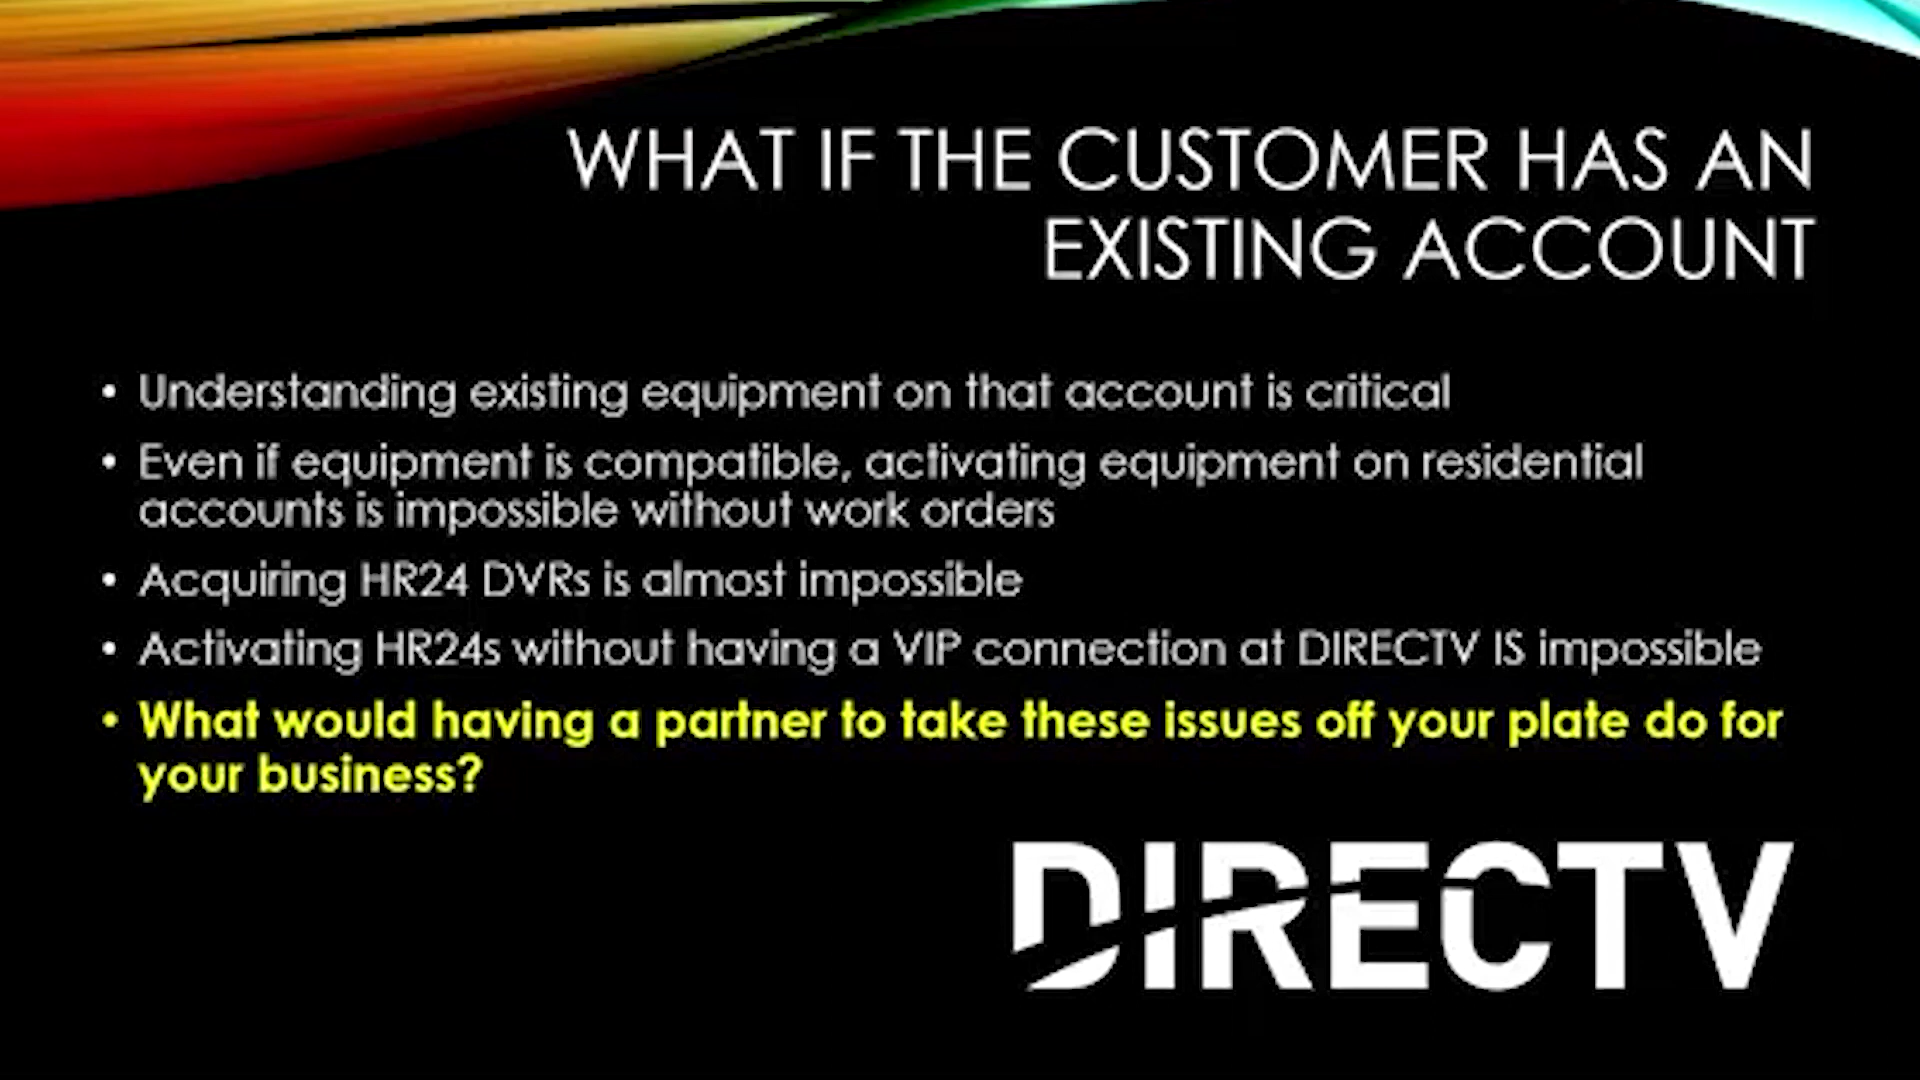 WHAT IF THE CUSTOMER HAS AN
EXISTING ACCOUNT
• Understanding existing equipment on that account is critical
• Even if equipment is compatible, activating equipment on residential
accounts is impossible without work orders
• Acquiring HR24 DVRs is almost impossible
• Activating HR24s without having a VIP connection at DIRECTV IS impossible
• What would having a partner to take these issues off your plate do for
your business?
DIRECTV